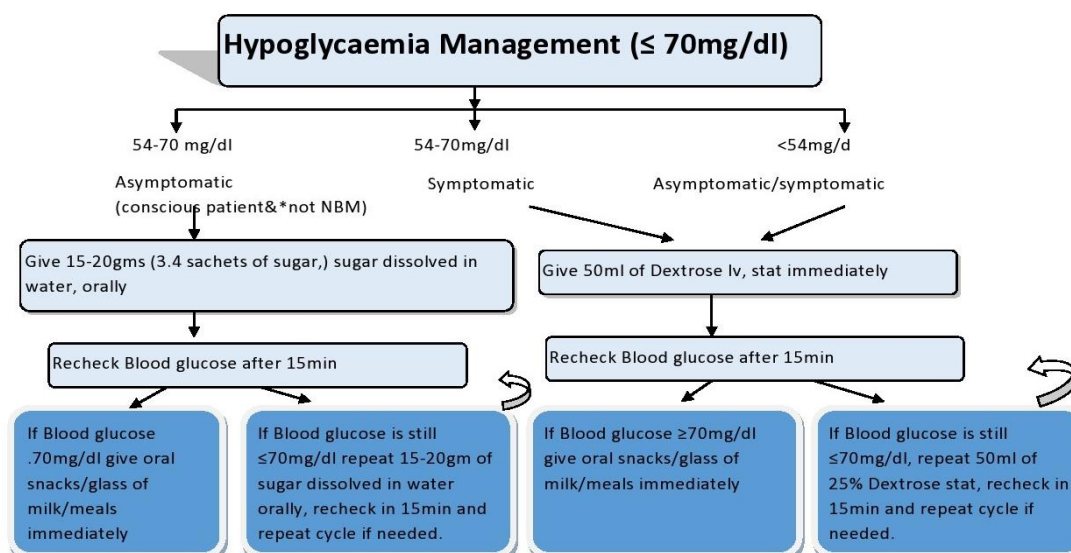 Hypoglycaemia Management (≤ 70mg/dl)
54-70 mg/dl
Asymptomatic
(conscious patient&*not NBM)
54-70mg/dl
Symptomatic
<54mg/d
Asymptomatic/symptomatic
Give 15-20gms (3.4 sachets of sugar,) sugar dissolved in
water, orally
Give 50ml of Dextrose Iv, stat immediately
Recheck Blood glucose after 15min
Recheck Blood glucose after 15min
If Blood glucose
.70mg/dl give oral
snacks/glass of
milk/meals
immediately
If Blood glucose is still
≤70mg/dl repeat 15-20gm of
sugar dissolved in water
orally, recheck in 15min and
repeat cycle if needed.
If Blood glucose ≥70mg/dl
give oral snacks/glass of
milk/meals immediately
If Blood glucose is still
≤70mg/dl, repeat 50ml of
25% Dextrose stat, recheck in
15min and repeat cycle if
needed.